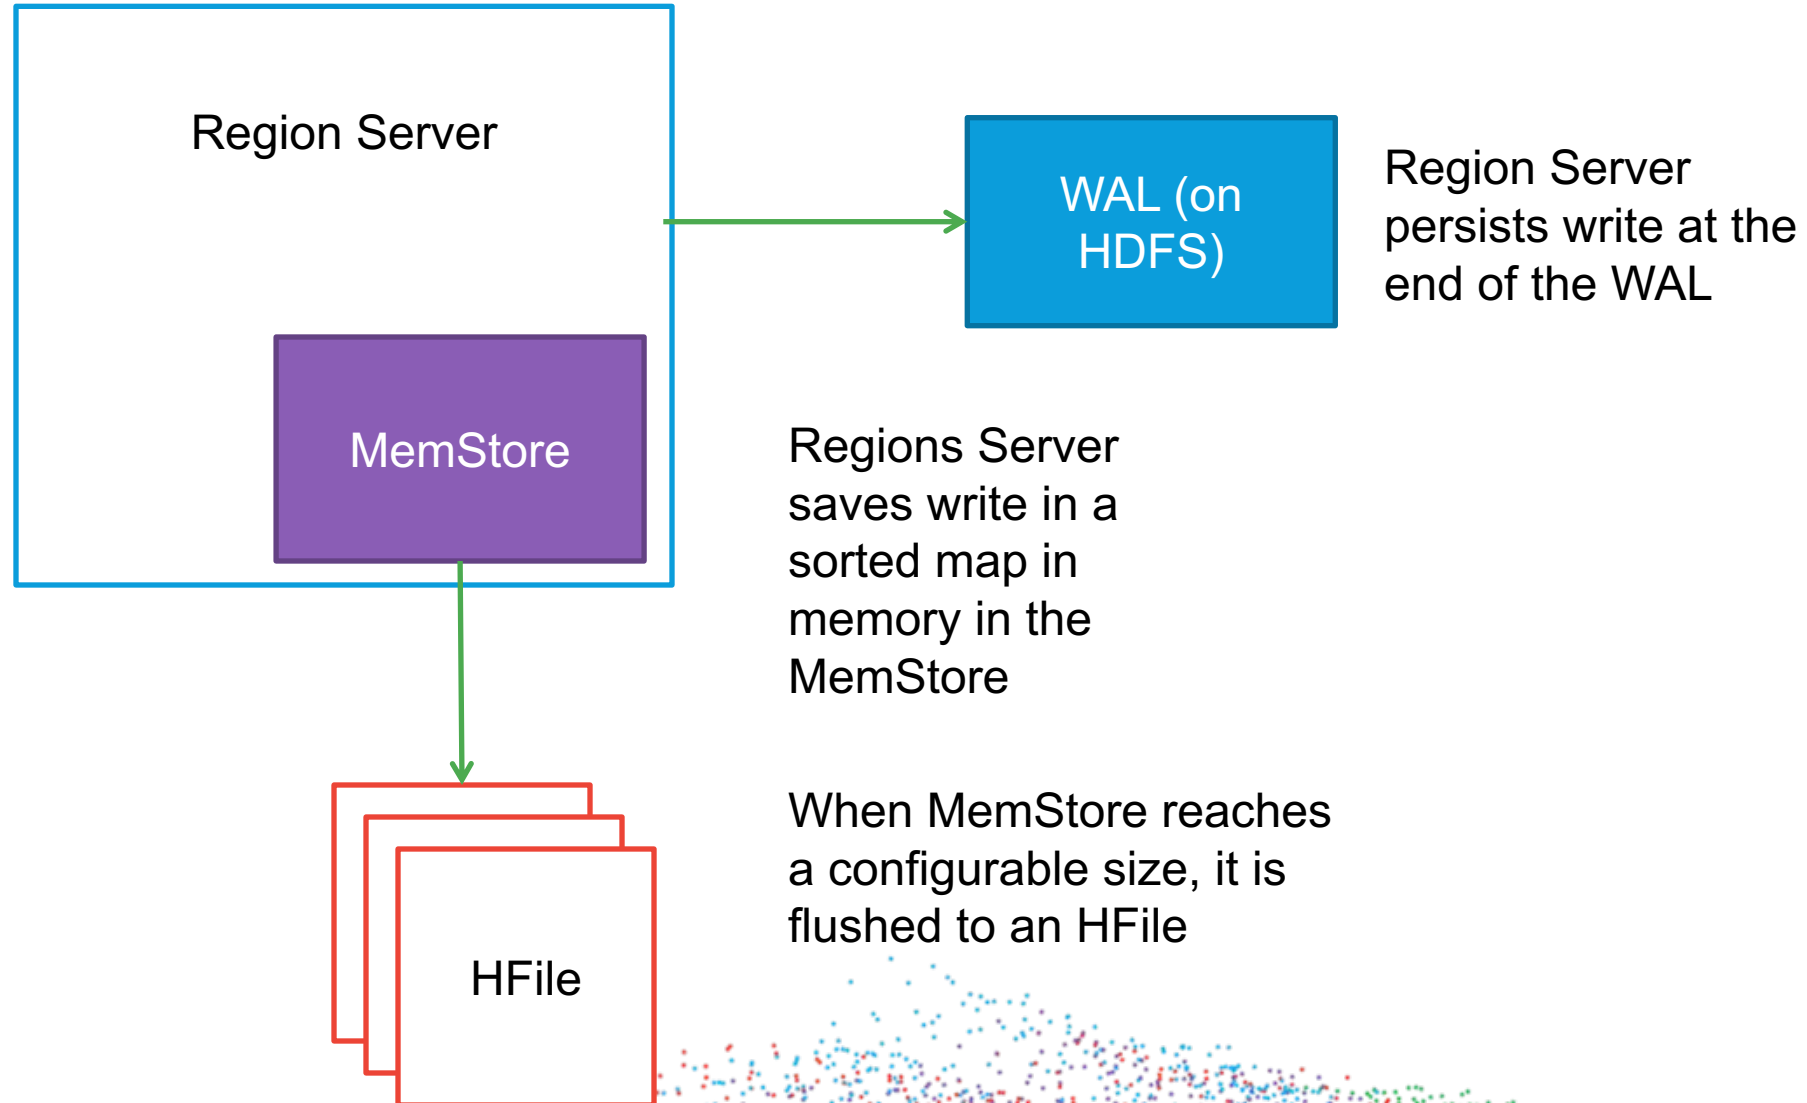 Region Server
WAL (on
HDFS)
Region Server
persists write at the
end of the WAL
MemStore
Regions Server
saves write in a
sorted map in
memory in the
MemStore
When MemStore reaches
a configurable size, it is
flushed to an HFile
HFile